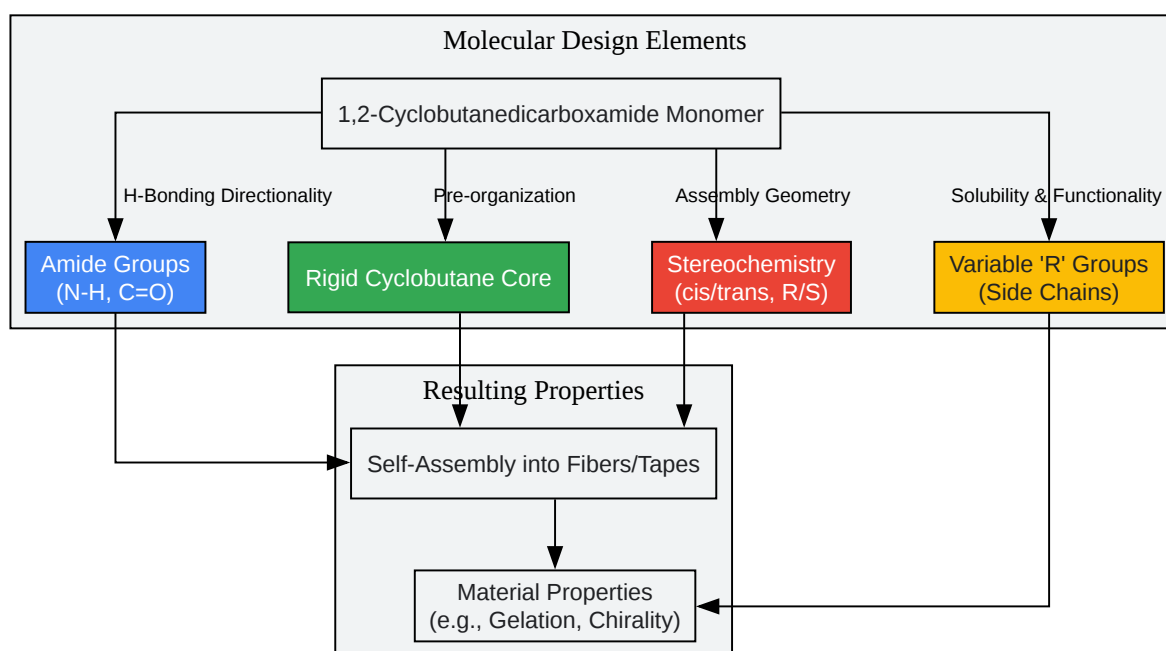 Molecular Design Elements
1,2-Cyclobutanedicarboxamide Monomer
H-Bonding Directionality
Pre-organization
Assembly Geometry
Solubility & Functionality
Amide Groups
(N-H, C=O)
Rigid Cyclobutane Core
Stereochemistry
(cis/trans, R/S)
Variable 'R' Groups
(Side Chains)
Resulting Properties
Self-Assembly into Fibers/Tapes
Material Properties
(e.g., Gelation, Chirality)